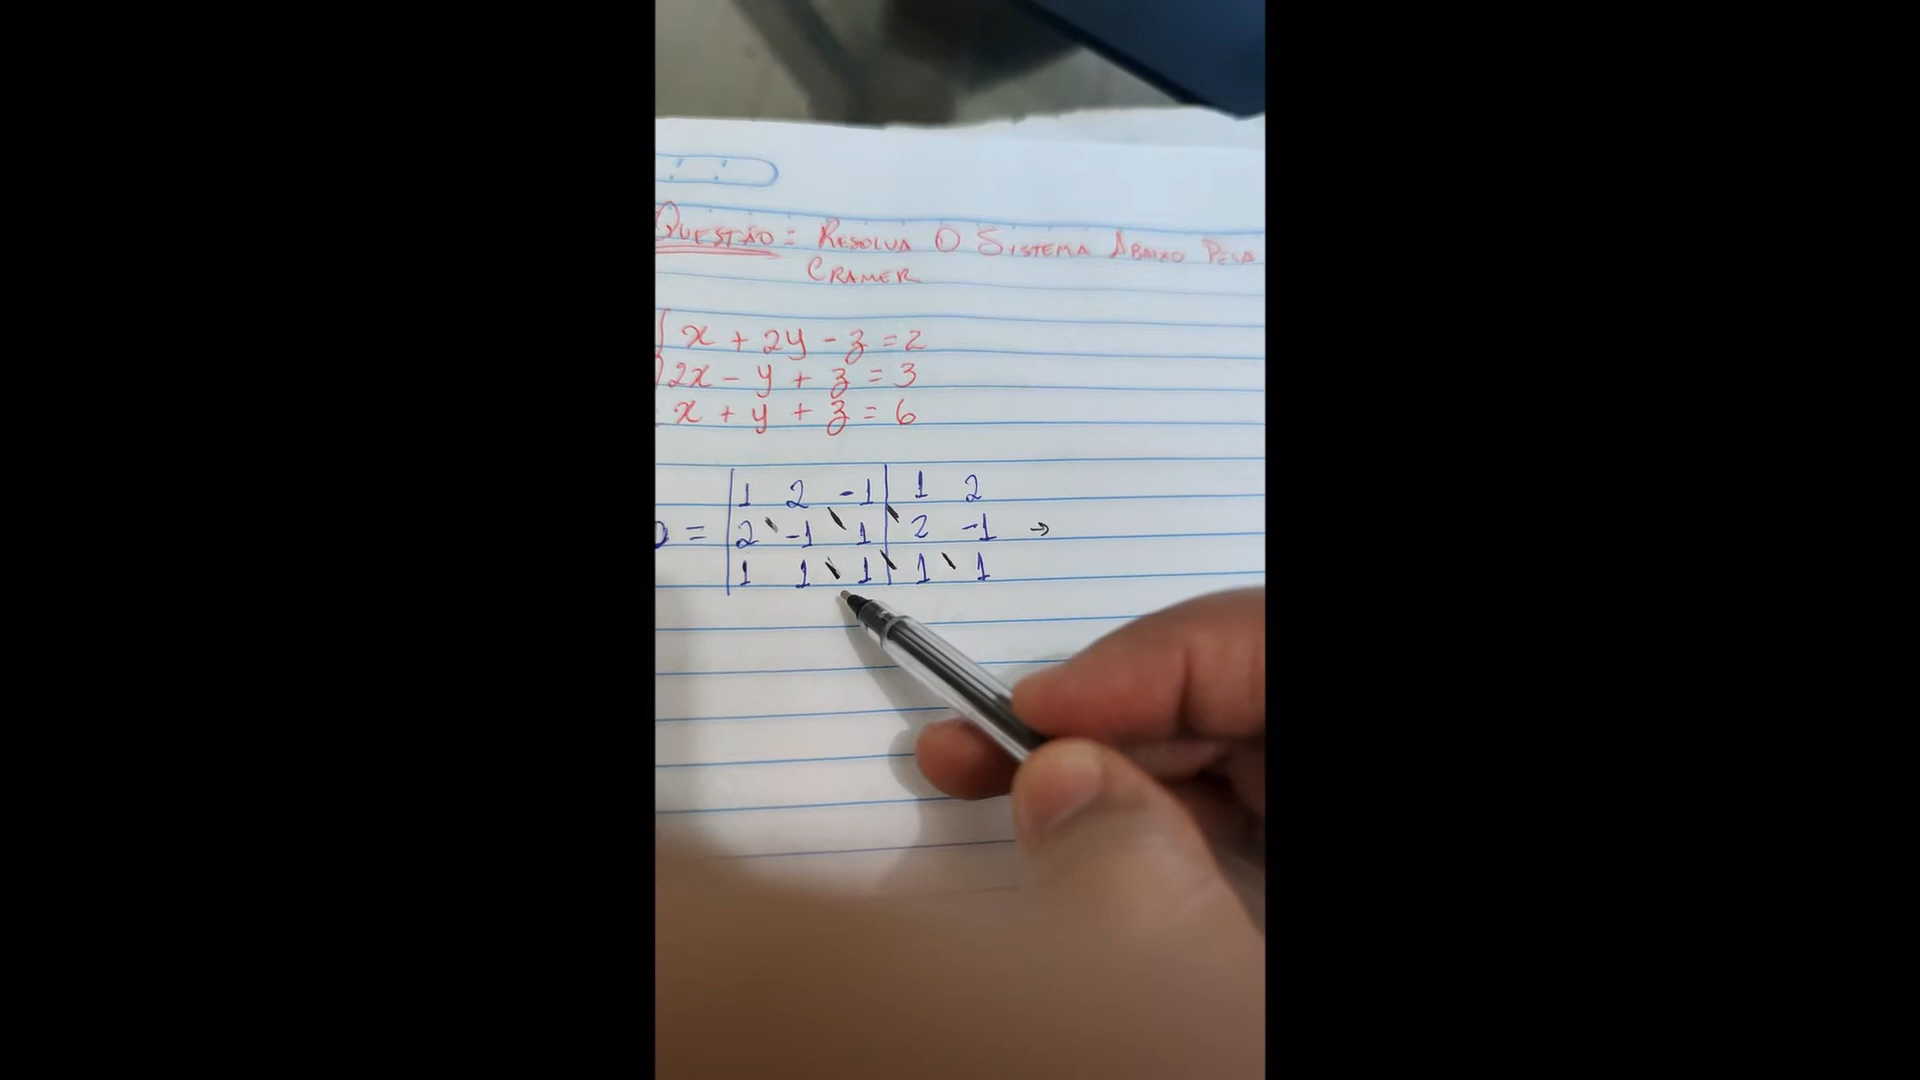 QUESTÃO = RESOLVA O SISTEMA ABAIXO PELA
CRAMER
x + 2y - z = 2
2x - y + z = 3
x + y + z = 6
1 2 -1 | 1 2
D = 2 -1 1 | 2 -1 →
1 1 1 | 1 1